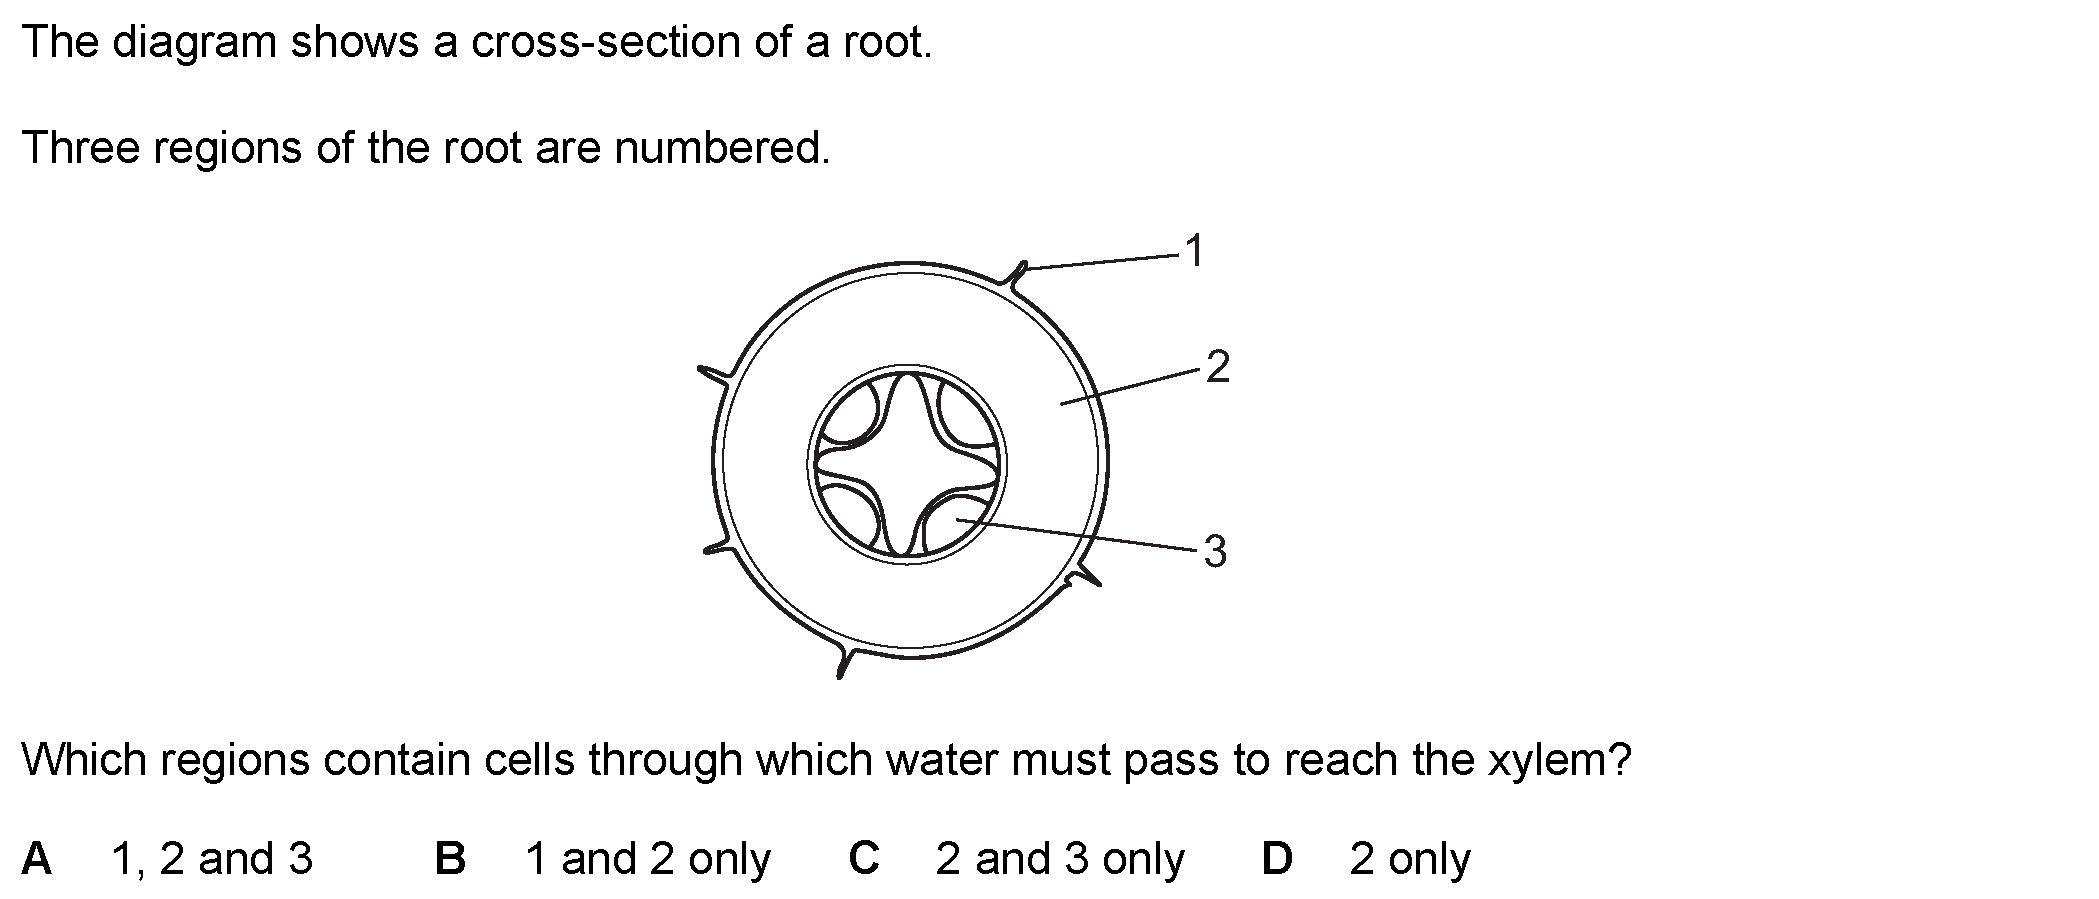 The diagram shows a cross-section of a root.
Three regions of the root are numbered.
1
2
3
Which regions contain cells through which water must pass to reach the xylem?
A 1, 2 and 3 B 1 and 2 only C 2 and 3 only D 2 only